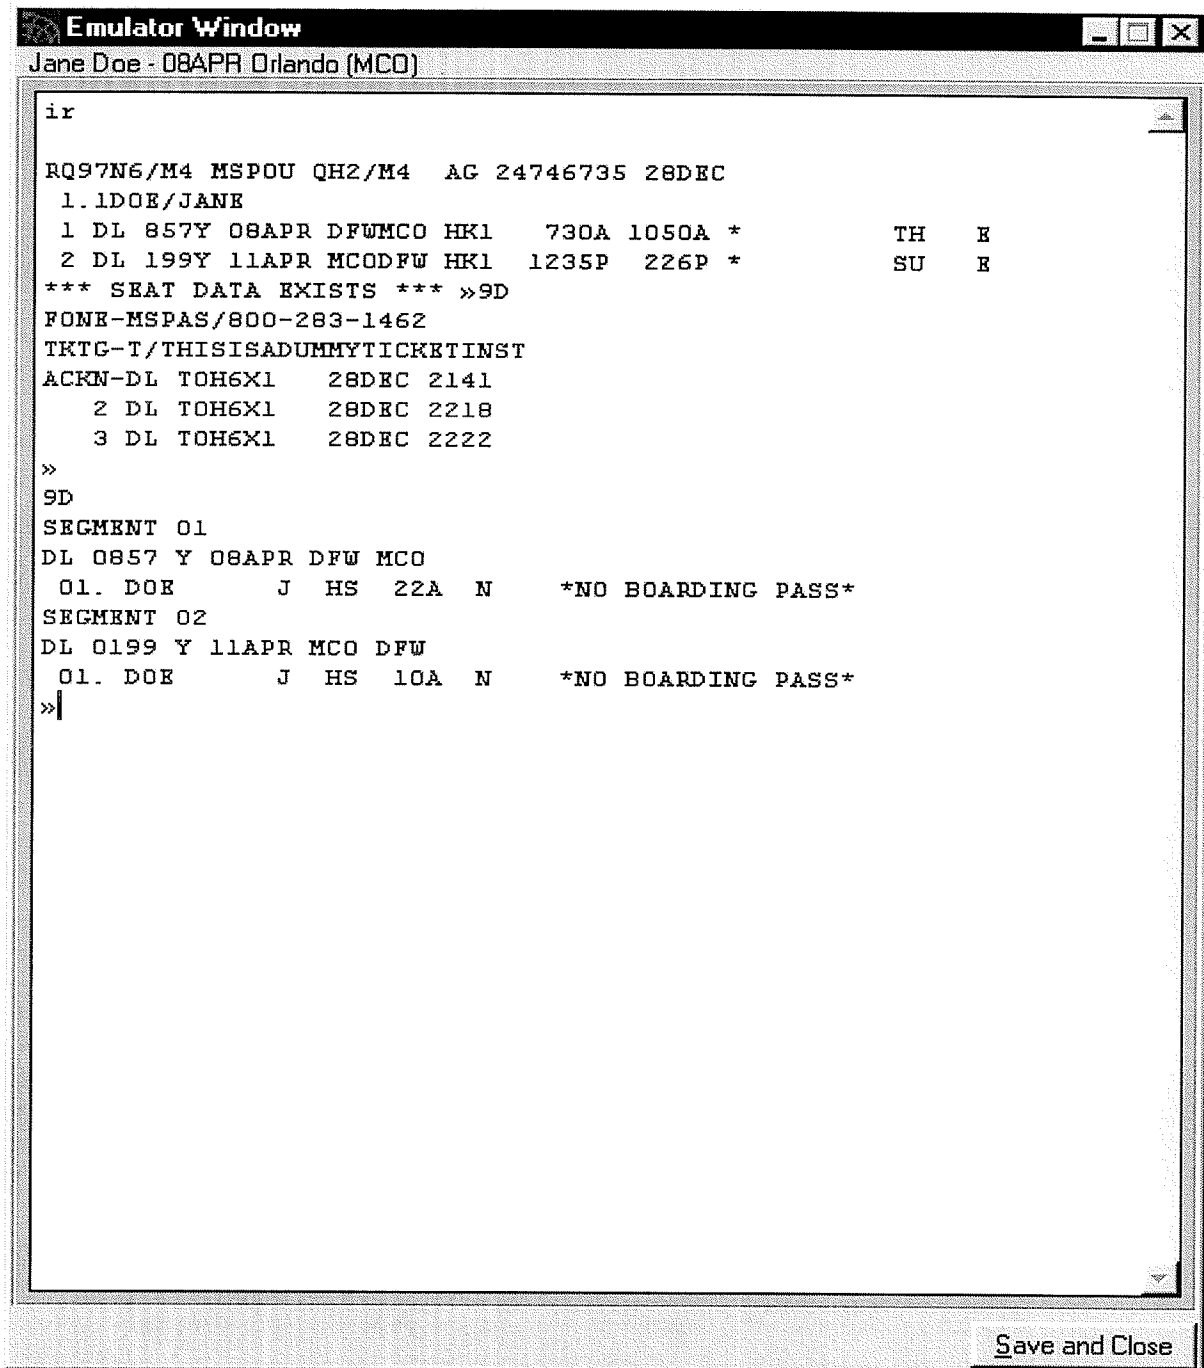 Emulator Window
Jane Doe - 08APR Orlando (MCO)
ir
RQ97N6/M4 MSPOU QH2/M4 AG 24746735 28DEC
1.1DOE/JANE
1 DL 857Y 08APR DFWMCO HK1 730A 1050A * TH E
2 DL 199Y 11APR MCODFW HK1 1235P 226P * SU E
*** SEAT DATA EXISTS *** »9D
FONE-MSPAS/800-283-1462
TKTG-T/THISISADUMMYTICKETINST
ACKN-DL TOH6X1 28DEC 2141
2 DL TOH6X1 28DEC 2218
3 DL TOH6X1 28DEC 2222
»
9D
SEGMENT 01
DL 0857 Y 08APR DFW MCO
01. DOE J HS 22A N *NO BOARDING PASS*
SEGMENT 02
DL 0199 Y 11APR MCO DFW
01. DOE J HS 10A N *NO BOARDING PASS*
»
Save and Close